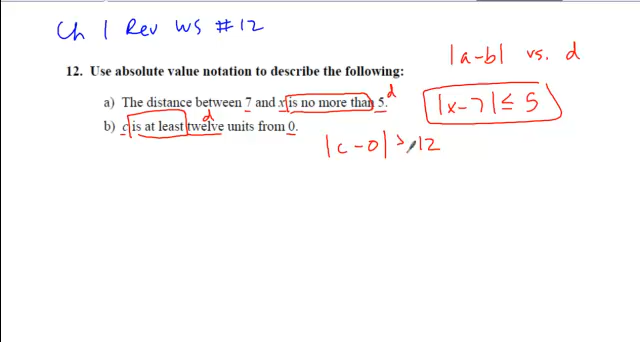 Ch 1 Rev WS #12
|a-b| vs. d
12. Use absolute value notation to describe the following:
a) The distance between 7 and x is no more than 5. d
|x-7| ≤ 5
b) c is at least twelve units from 0. d
|c-0| > 12